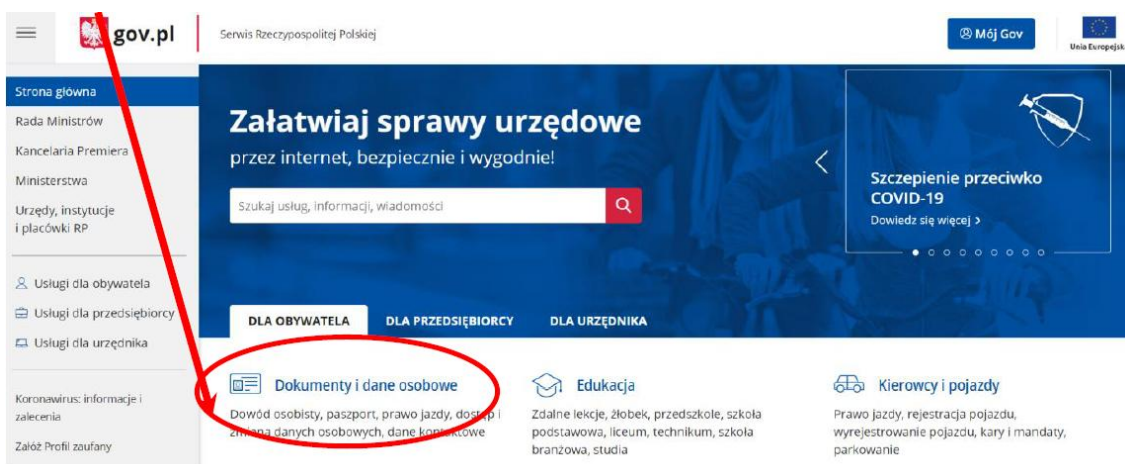 gov.pl
Serwis Rzeczypospolitej Polskiej
Mój Gov
Unia Europejsk
Strona główna
Rada Ministrów
Kancelaria Premiera
Ministerstwa
Urzędy, instytucje
i placówki RP
Usługi dla obywatela
Usługi dla przedsiębiorcy
Usługi dla urzędnika
Koronawirus: informacje i
zalecenia
Załóż Profil zaufany
Załatwiaj sprawy urzędowe
przez internet, bezpiecznie i wygodnie!
Szukaj usług, informacji, wiadomości
Szczepienie przeciwko
COVID-19
Dowiedz się więcej >
DLA OBYWATELA
DLA PRZEDSIĘBIORCY
DLA URZĘDNIKA
Dokumenty i dane osobowe
Dowód osobisty, paszport, prawo jazdy, dostęp i
zmiana danych osobowych, dane kontaktowe
Edukacja
Zdalne lekcje, żłobek, przedszkole, szkoła
podstawowa, liceum, technikum, szkoła
branżowa, studia
Kierowcy i pojazdy
Prawo jazdy, rejestracja pojazdu,
wyrejestrowanie pojazdu, kary i mandaty,
parkowanie